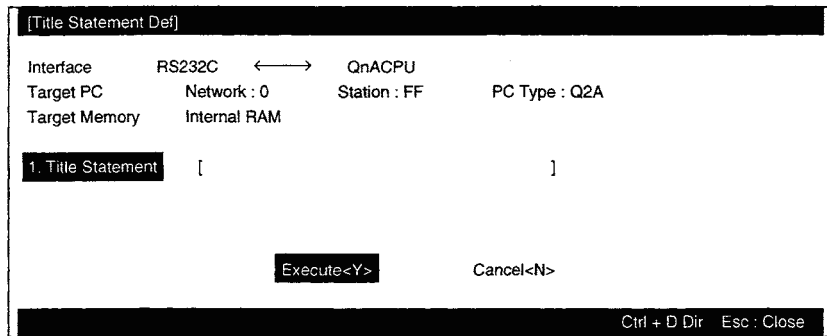 [Title Statement Def]
Interface RS232C ⟷ QnACPU
Target PC Network : 0 Station : FF PC Type : Q2A
Target Memory Internal RAM
1. Title Statement [ ]
Execute<Y> Cancel<N>
Ctrl + D Dir Esc : Close